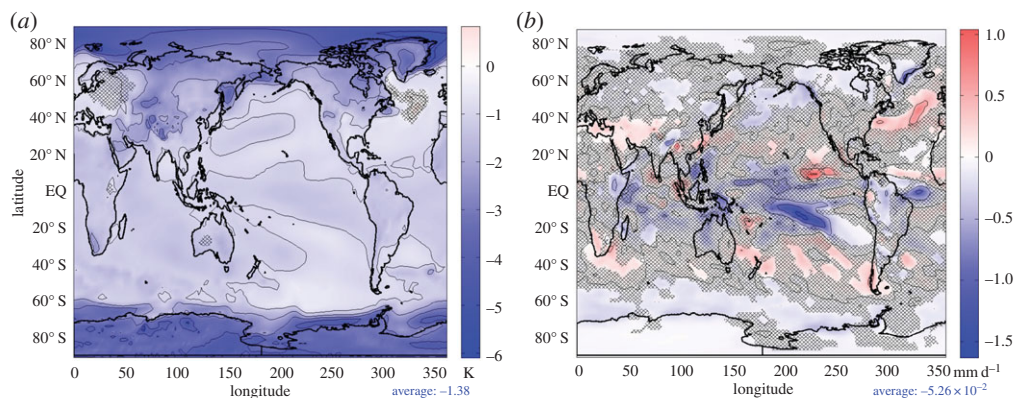 (a)
80° N
60° N
40° N
20° N
EQ
20° S
40° S
60° S
80° S
latitude
0
50
100
150
200
250
300
350
longitude
0
–1
–2
–3
–4
–5
–6
K
average: –1.38
(b)
80° N
60° N
40° N
20° N
EQ
20° S
40° S
60° S
80° S
0
50
100
150
200
250
300
350
longitude
1.0
0.5
0
–0.5
–1.0
–1.5
mm d⁻¹
average: –5.26 × 10⁻²